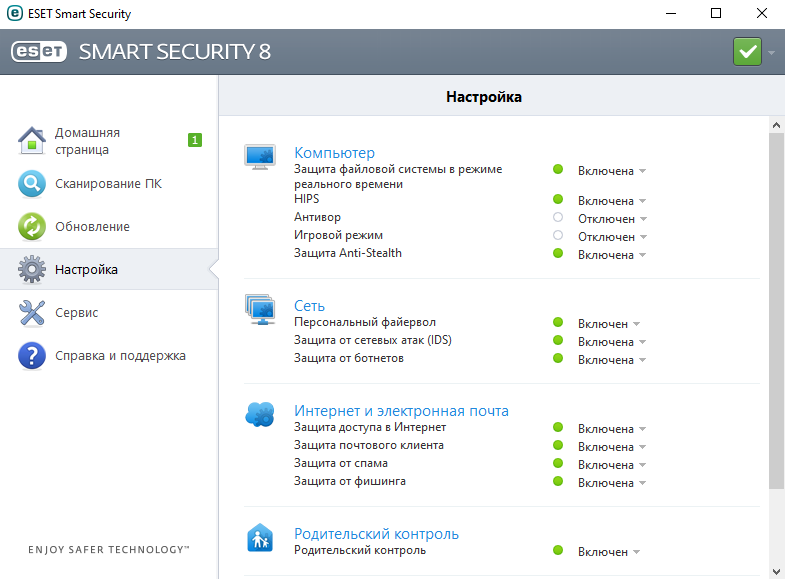 ESET Smart Security
eset SMART SECURITY 8
Домашняя
страница
1
Сканирование ПК
Обновление
Настройка
Сервис
Справка и поддержка
ENJOY SAFER TECHNOLOGY™
Настройка
Компьютер
Защита файловой системы в режиме
реального времени
Включена
HIPS Включена
Антивор Отключен
Игровой режим Отключен
Защита Anti-Stealth Включена
Сеть
Персональный файервол Включен
Защита от сетевых атак (IDS) Включена
Защита от ботнетов Включена
Интернет и электронная почта
Защита доступа в Интернет Включена
Защита почтового клиента Включена
Защита от спама Включена
Защита от фишинга Включена
Родительский контроль
Родительский контроль Включен